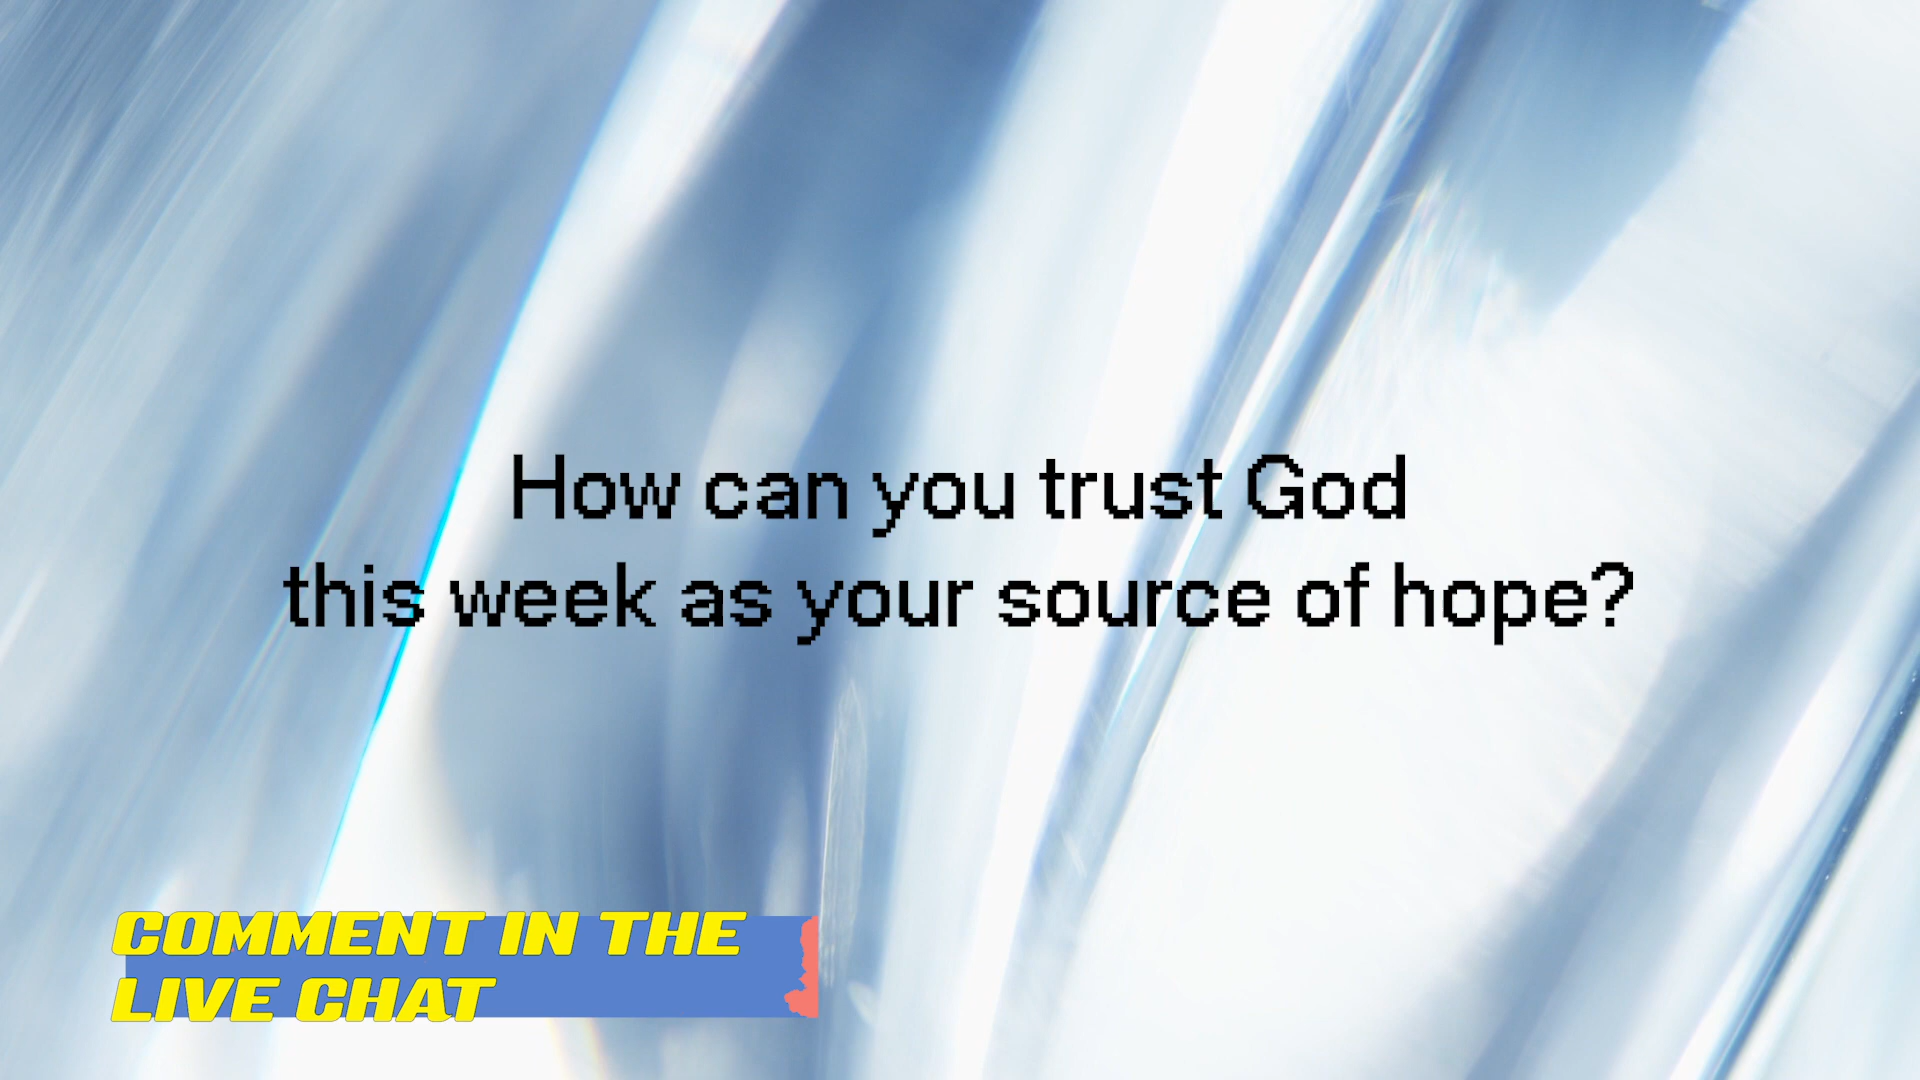 How can you trust God
this week as your source of hope?
COMMENT IN THE
LIVE CHAT